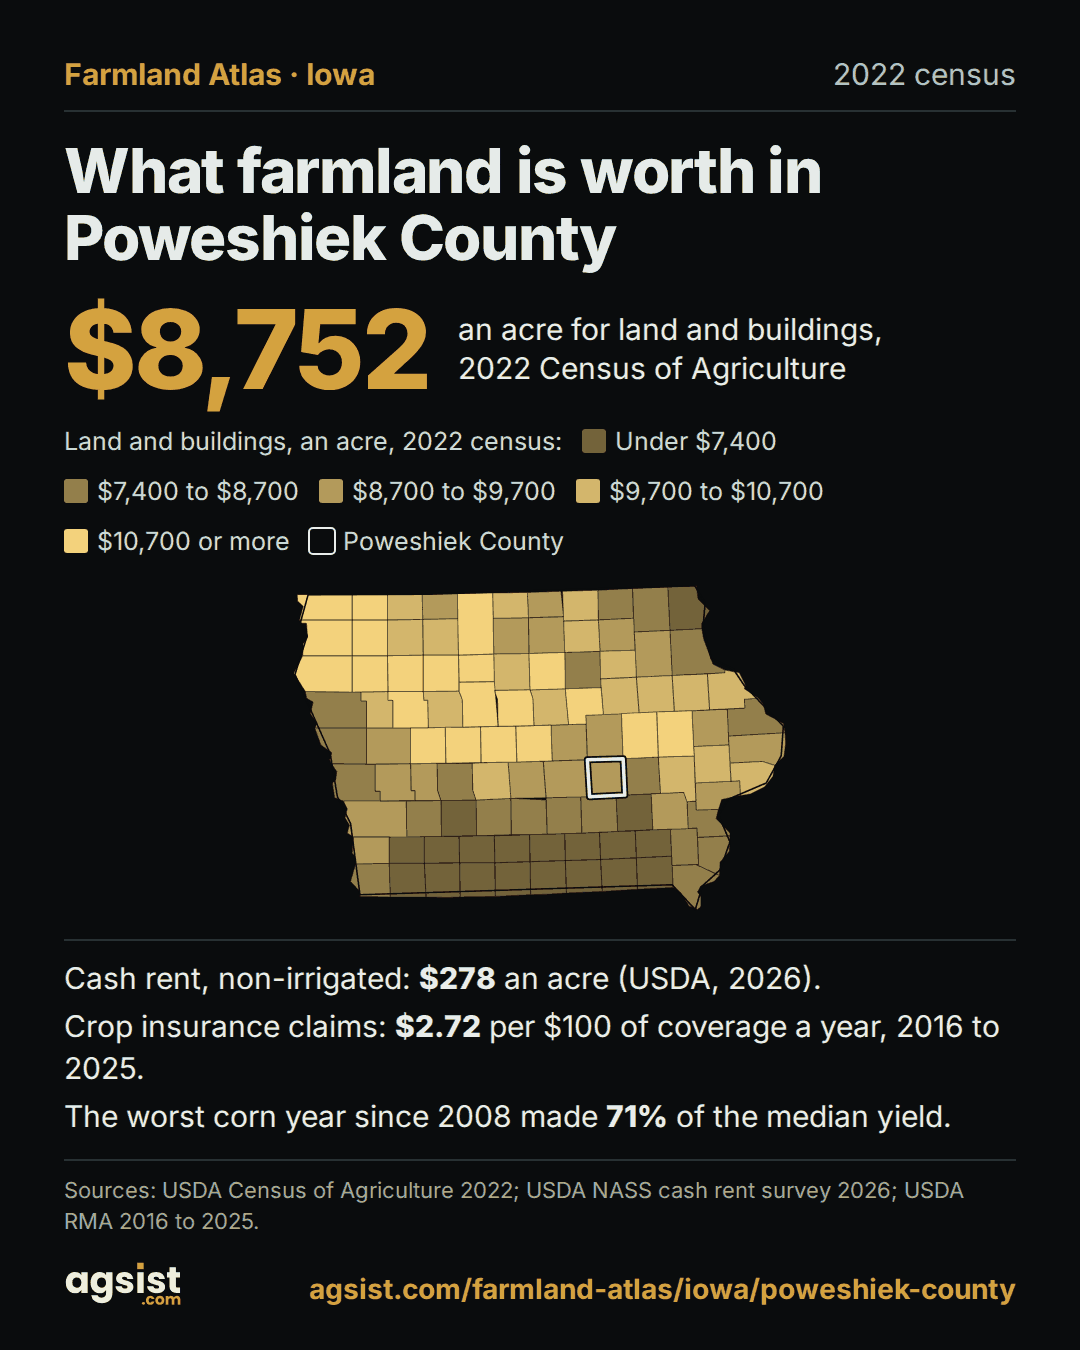 Farmland Atlas · Iowa
2022 census
What farmland is worth in
Poweshiek County
$8,752
an acre for land and buildings,
2022 Census of Agriculture
Land and buildings, an acre, 2022 census: Under $7,400
$7,400 to $8,700 $8,700 to $9,700 $9,700 to $10,700
$10,700 or more Poweshiek County
Cash rent, non-irrigated: $278 an acre (USDA, 2026).
Crop insurance claims: $2.72 per $100 of coverage a year, 2016 to
2025.
The worst corn year since 2008 made 71% of the median yield.
Sources: USDA Census of Agriculture 2022; USDA NASS cash rent survey 2026; USDA
RMA 2016 to 2025.
agsist
.com
agsist.com/farmland-atlas/iowa/poweshiek-county